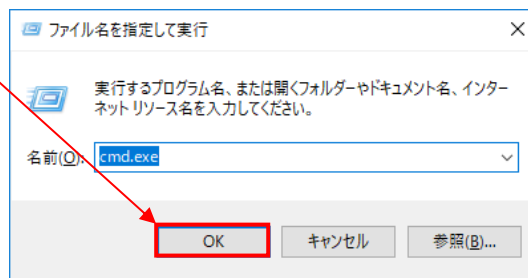 ファイル名を指定して実行
実行するプログラム名、または開くフォルダーやドキュメント名、インター
ネット リソース名を入力してください。
名前(O):
cmd.exe
OK
キャンセル
参照(B)...